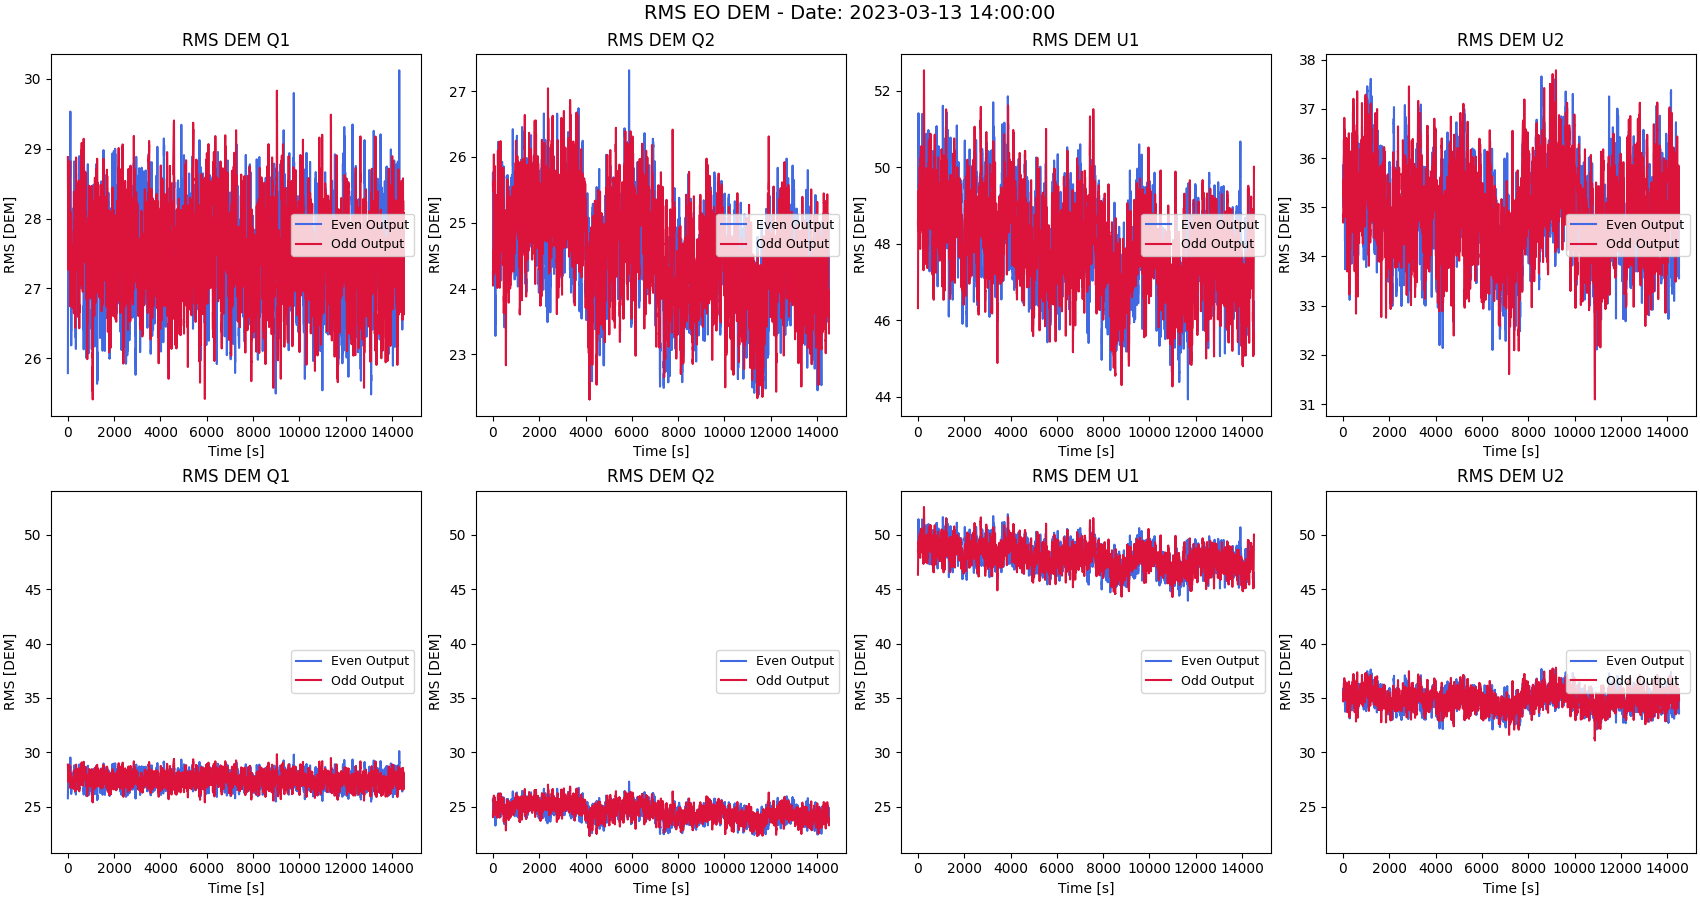 RMS EO DEM - Date: 2023-03-13 14:00:00
RMS DEM Q1
RMS [DEM]
30
29
28
27
26
Even Output
Odd Output
0 2000 4000 6000 8000 10000 12000 14000
Time [s]
RMS DEM Q2
RMS [DEM]
27
26
25
24
23
Even Output
Odd Output
0 2000 4000 6000 8000 10000 12000 14000
Time [s]
RMS DEM U1
RMS [DEM]
52
50
48
46
44
Even Output
Odd Output
0 2000 4000 6000 8000 10000 12000 14000
Time [s]
RMS DEM U2
RMS [DEM]
38
37
36
35
34
33
32
31
Even Output
Odd Output
0 2000 4000 6000 8000 10000 12000 14000
Time [s]
RMS DEM Q1
RMS [DEM]
50
45
40
35
30
25
Even Output
Odd Output
0 2000 4000 6000 8000 10000 12000 14000
Time [s]
RMS DEM Q2
RMS [DEM]
50
45
40
35
30
25
Even Output
Odd Output
0 2000 4000 6000 8000 10000 12000 14000
Time [s]
RMS DEM U1
RMS [DEM]
50
45
40
35
30
25
Even Output
Odd Output
0 2000 4000 6000 8000 10000 12000 14000
Time [s]
RMS DEM U2
RMS [DEM]
50
45
40
35
30
25
Even Output
Odd Output
0 2000 4000 6000 8000 10000 12000 14000
Time [s]